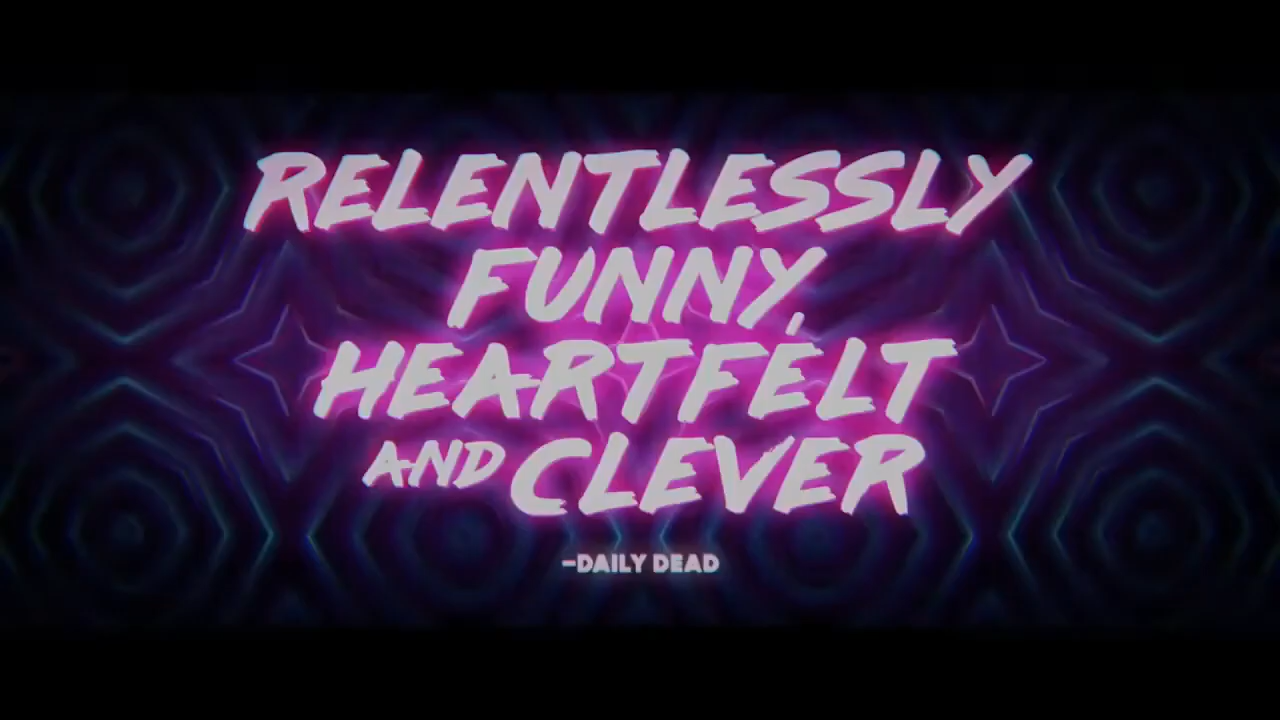 RELENTLESSLY
FUNNY,
HEARTFELT
AND CLEVER
-DAILY DEAD